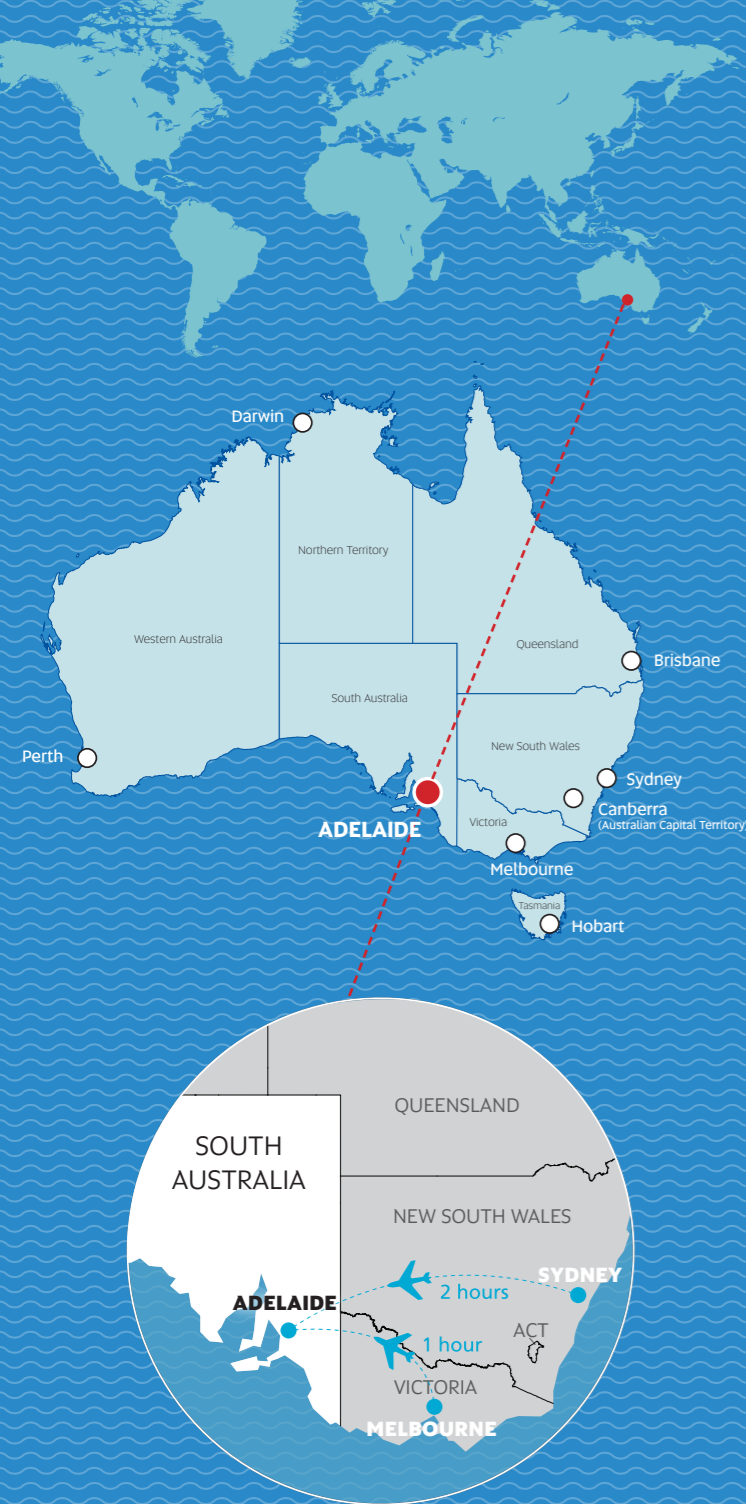 Darwin
Northern Territory
Western Australia
Queensland
Brisbane
South Australia
New South Wales
Perth
Sydney
Canberra
(Australian Capital Territory)
ADELAIDE
Victoria
Melbourne
Tasmania
Hobart
QUEENSLAND
SOUTH
AUSTRALIA
NEW SOUTH WALES
SYDNEY
2 hours
ADELAIDE
ACT
1 hour
VICTORIA
MELBOURNE